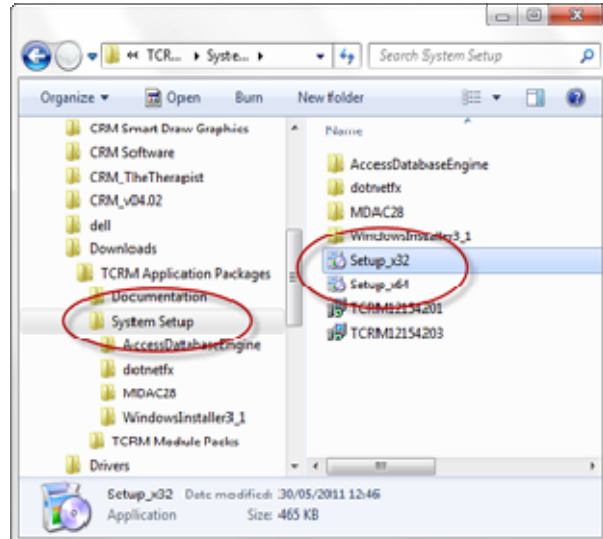 TCR... Syste... Search System Setup
Organize Open Burn New folder
CRM Smart Draw Graphics
CRM Software
CRM_TheTherapist
CRM_v04.02
dell
Downloads
TCRM Application Packages
Documentation
System Setup
AccessDatabaseEngine
dotnetfx
MDAC28
WindowsInstaller3_1
TCRM Module Packs
Drivers
Name
AccessDatabaseEngine
dotnetfx
MDAC28
WindowsInstaller3_1
Setup_x32
Setup_x64
TCRM12154201
TCRM12154203
Setup_x32 Date modified: 30/05/2011 12:46
Application Size: 465 KB